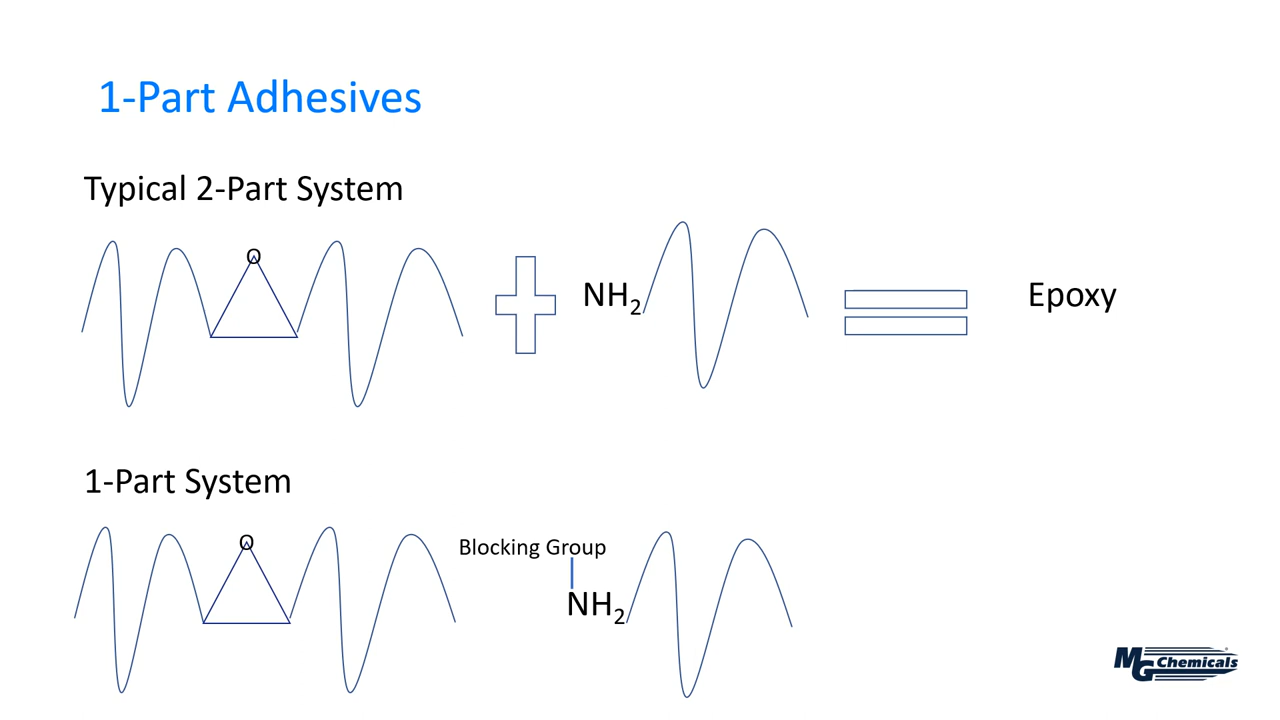 1-Part Adhesives
Typical 2-Part System
O
NH2
Epoxy
1-Part System
O
Blocking Group
NH2
MG Chemicals